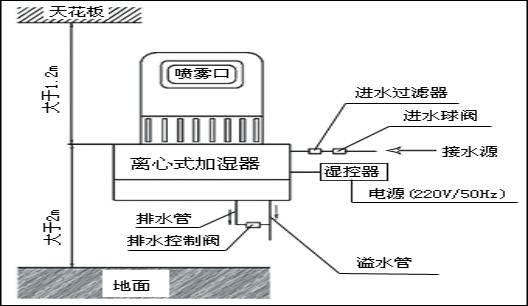 天花板
大于1.2m
喷雾口
进水过滤器
进水球阀
接水源
离心式加湿器
湿控器
电源(220V/50Hz)
大于2m
排水管
排水控制阀
溢水管
地面